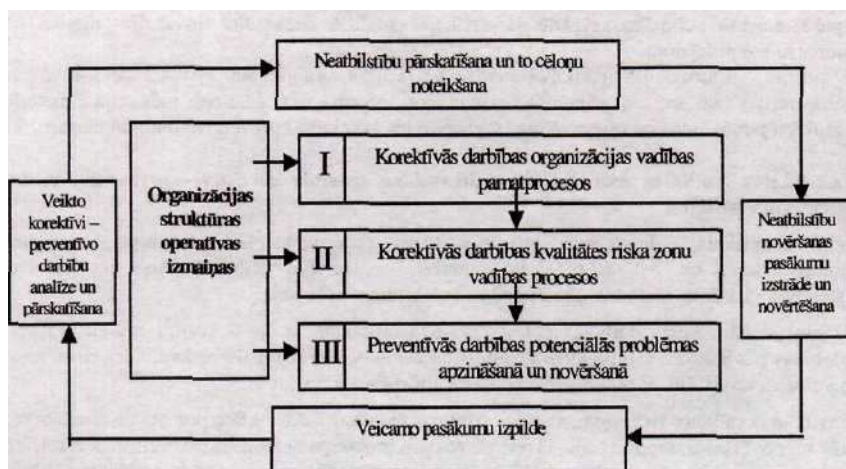 Neatbilstību pārskatīšana un to cēloņu
noteikšana
Organizācijas
struktūras
operatīvas
izmaiņas
I
Korektīvās darbības organizācijas vadības
pamatprocesos
II
Korektīvās darbības kvalitātes riska zonu
vadības procesos
III
Preventīvās darbības potenciālās problēmas
apzināšanā un novēršanā
Veikto
korektīvi –
preventīvo
darbību
analīze un
pārskatīšana
Neatbilstību
novēršanas
pasākumu
izstrāde un
novērtēšana
Veicamo pasākumu izpilde